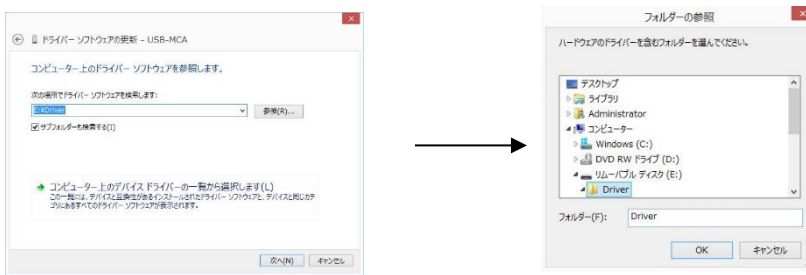 ドライバー ソフトウェアの更新 - USB-MCA
コンピューター上のドライバー ソフトウェアを参照します。
次の場所でドライバー ソフトウェアを検索します:
E:¥Driver
参照(R)...
サブフォルダーも検索する(I)
コンピューター上のデバイス ドライバーの一覧から選択します(L)
この一覧には、デバイスと互換性があるインストールされたドライバー ソフトウェアと、デバイスと同じカテ
ゴリにあるすべてのドライバー ソフトウェアが表示されます。
次へ(N)
キャンセル
フォルダーの参照
ハードウェアのドライバーを含むフォルダーを選んでください。
デスクトップ
ライブラリ
Administrator
コンピューター
Windows (C:)
DVD RW ドライブ (D:)
リムーバブル ディスク (E:)
Driver
フォルダー(F): Driver
OK
キャンセル